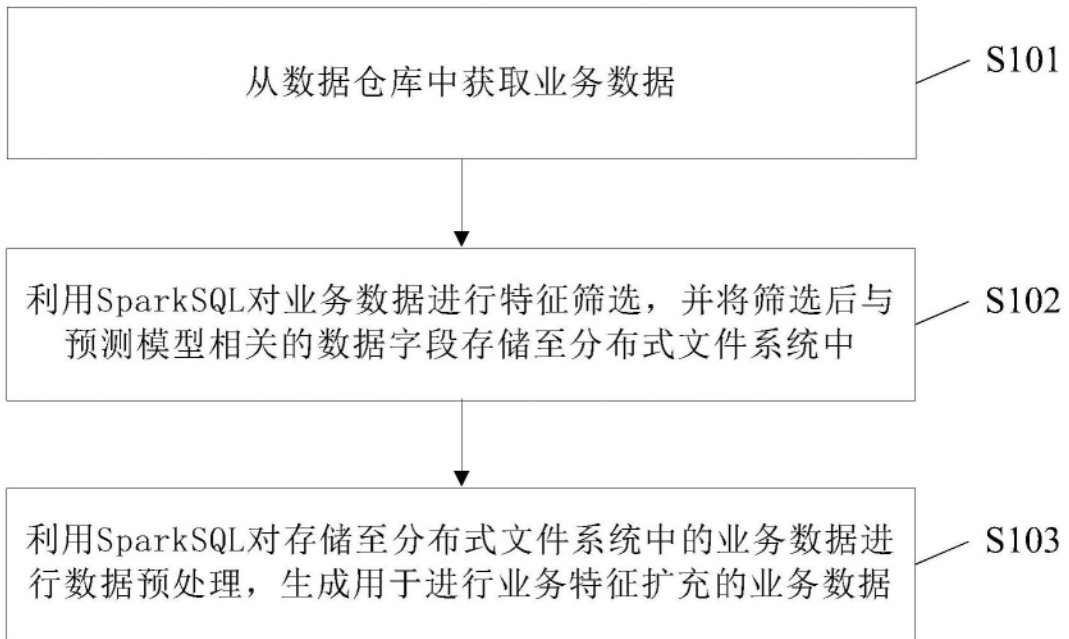 从数据仓库中获取业务数据
S101
利用SparkSQL对业务数据进行特征筛选，并将筛选后与
预测模型相关的数据字段存储至分布式文件系统中
S102
利用SparkSQL对存储至分布式文件系统中的业务数据进
行数据预处理，生成用于进行业务特征扩充的业务数据
S103